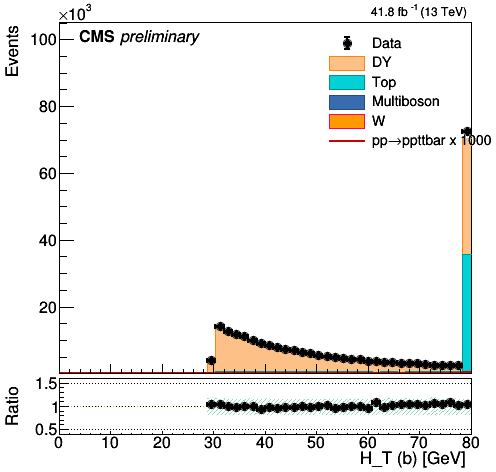 ×10³
41.8 fb⁻¹ (13 TeV)
CMS preliminary
Events
100
80
60
40
20
Data
DY
Top
Multiboson
W
pp→ppttbar x 1000
Ratio
1.5
1
0.5
0 10 20 30 40 50 60 70 80
H_T (b) [GeV]